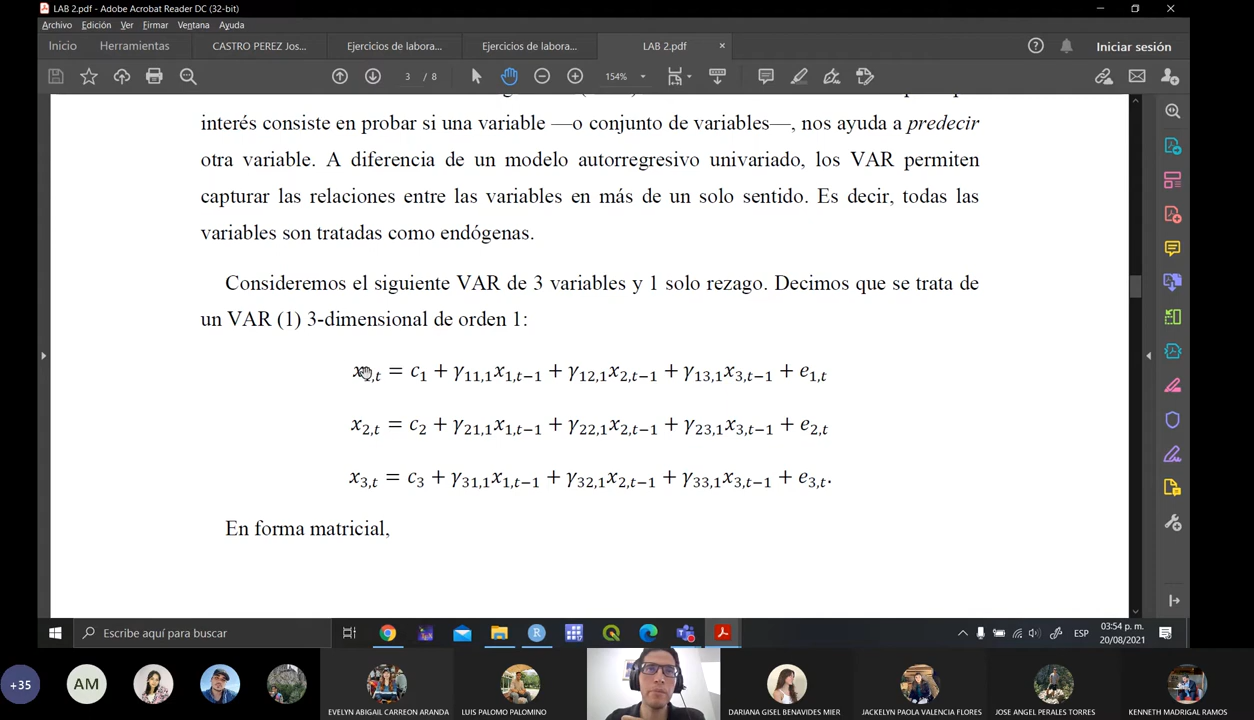 LAB 2.pdf - Adobe Acrobat Reader DC (32-bit)
Archivo Edición Ver Firmar Ventana Ayuda
Inicio Herramientas CASTRO PEREZ Jos... Ejercicios de labora... Ejercicios de labora... LAB 2.pdf × Iniciar sesión
3 / 8 154%
interés consiste en probar si una variable —o conjunto de variables—, nos ayuda a predecir
otra variable. A diferencia de un modelo autorregresivo univariado, los VAR permiten
capturar las relaciones entre las variables en más de un solo sentido. Es decir, todas las
variables son tratadas como endógenas.
Consideremos el siguiente VAR de 3 variables y 1 solo rezago. Decimos que se trata de
un VAR (1) 3-dimensional de orden 1:
x₁,t = c₁ + γ₁₁,₁x₁,t−1 + γ₁₂,₁x₂,t−1 + γ₁₃,₁x₃,t−1 + e₁,t
x₂,t = c₂ + γ₂₁,₁x₁,t−1 + γ₂₂,₁x₂,t−1 + γ₂₃,₁x₃,t−1 + e₂,t
x₃,t = c₃ + γ₃₁,₁x₁,t−1 + γ₃₂,₁x₂,t−1 + γ₃₃,₁x₃,t−1 + e₃,t.
En forma matricial,
Escribe aquí para buscar
ESP
03:54 p. m.
20/08/2021
+35 AM
EVELYN ABIGAIL CARREON ARANDA LUIS PALOMO PALOMINO DARIANA GISEL BENAVIDES MIER JACKELYN PAOLA VALENCIA FLORES JOSE ANGEL PERALES TORRES KENNETH MADRIGAL RAMOS